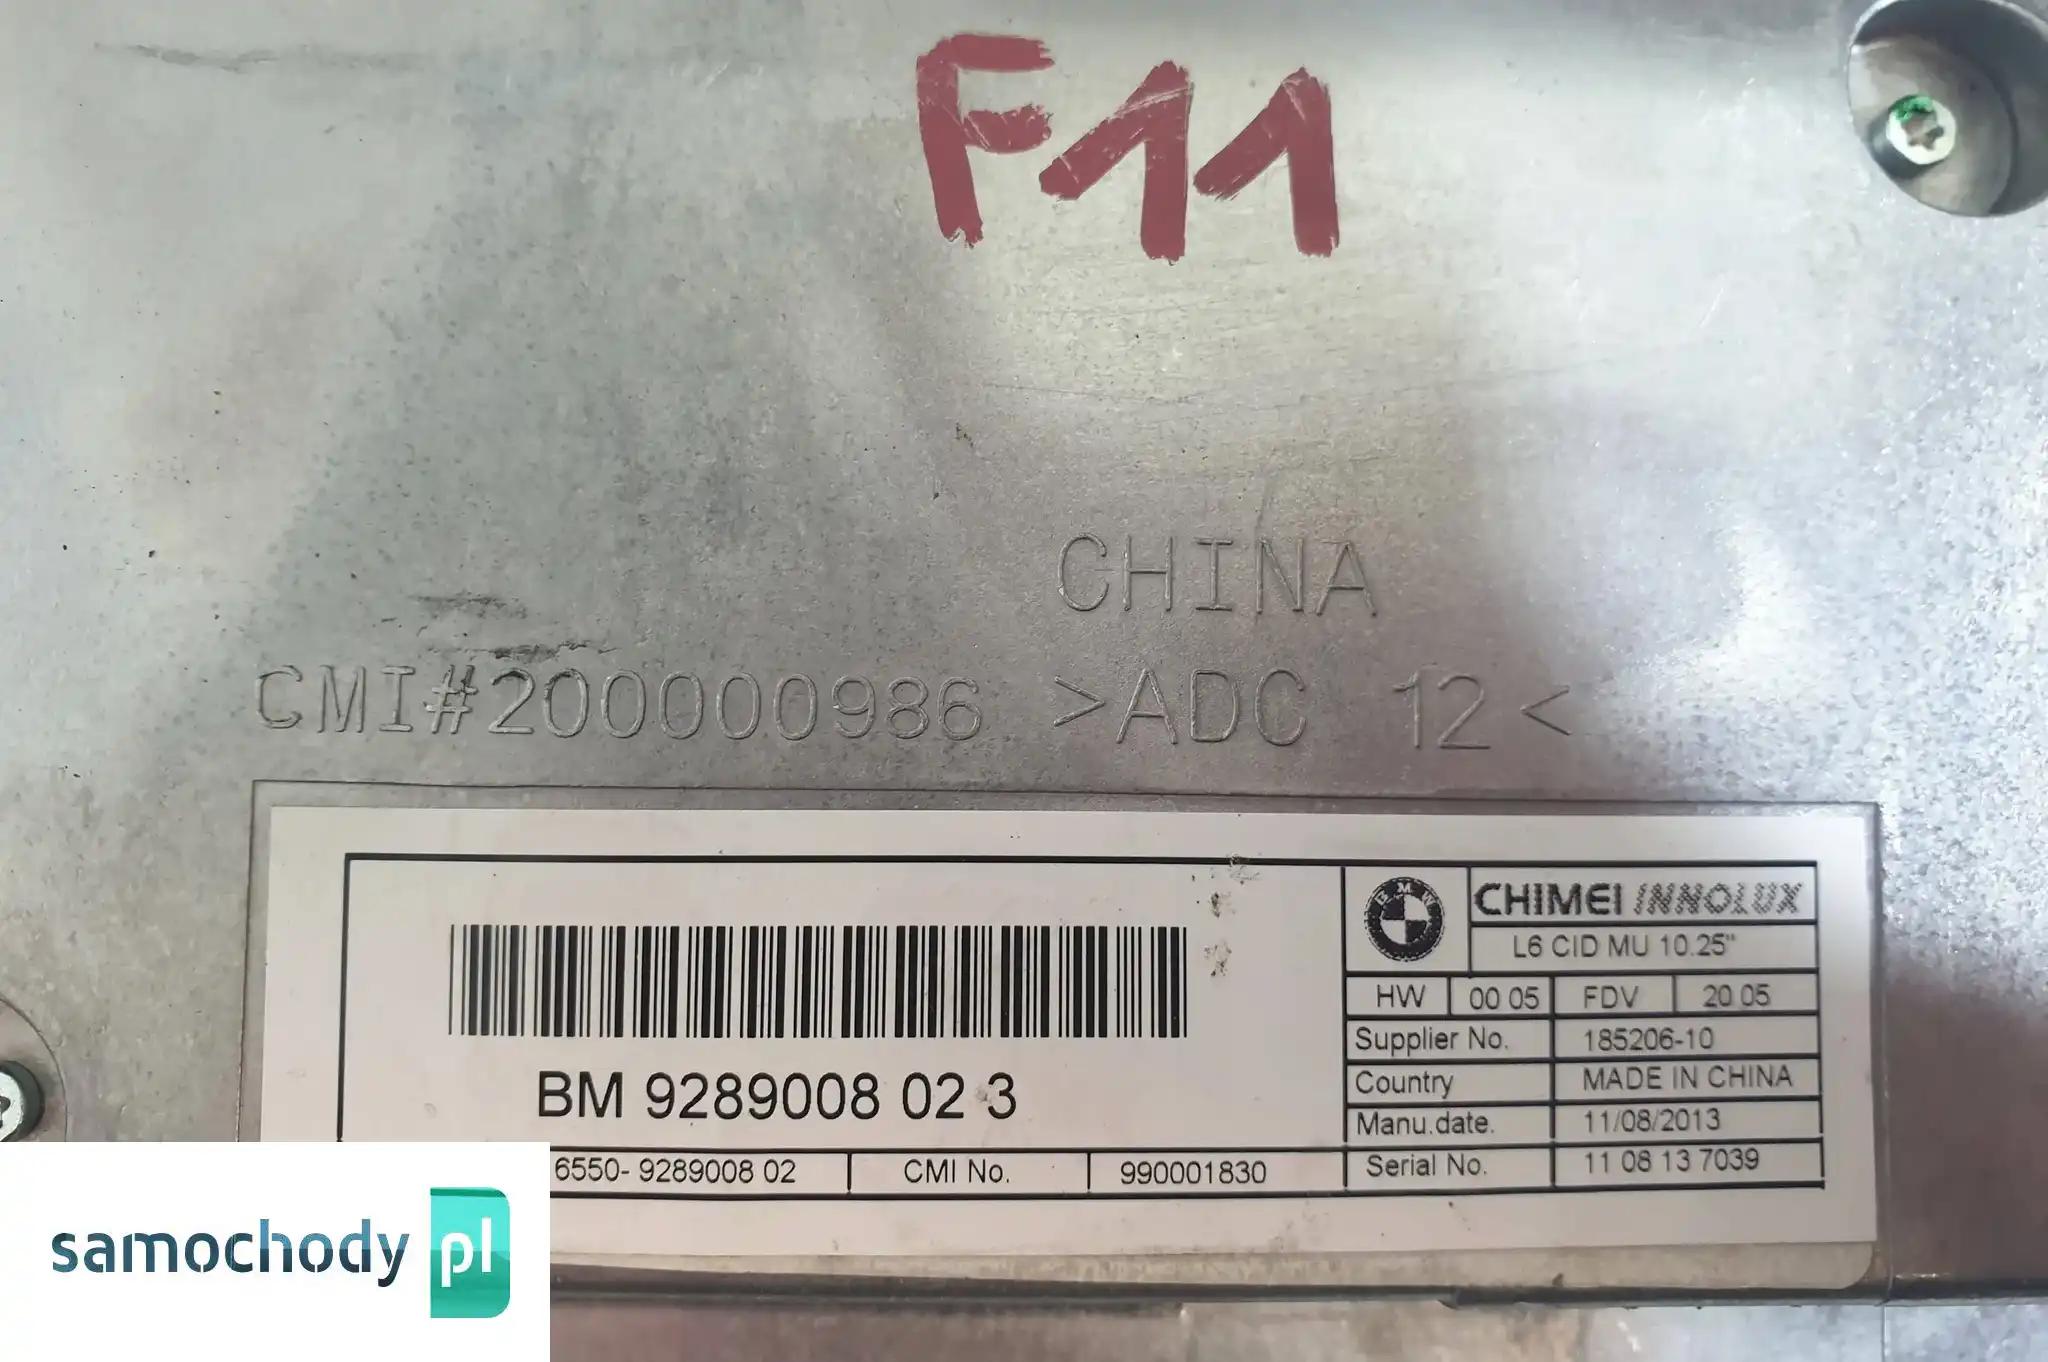 F11
CHINA
CMI#200000986 >ADC 12<
BMW
CHIMEI INNOLUX
L6 CID MU 10.25"
HW 00 05 FDV 20 05
BM 9289008 02 3
Supplier No. 185206-10
Country MADE IN CHINA
Manu.date. 11/08/2013
6550- 9289008 02 CMI No. 990001830
Serial No. 11 08 13 7039
samochody pl